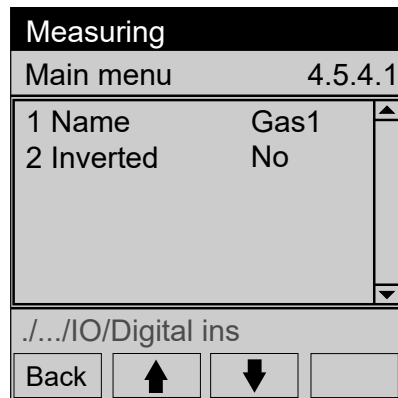 Measuring
Main menu 4.5.4.1
1 Name Gas1
2 Inverted No
./.../IO/Digital ins
Back